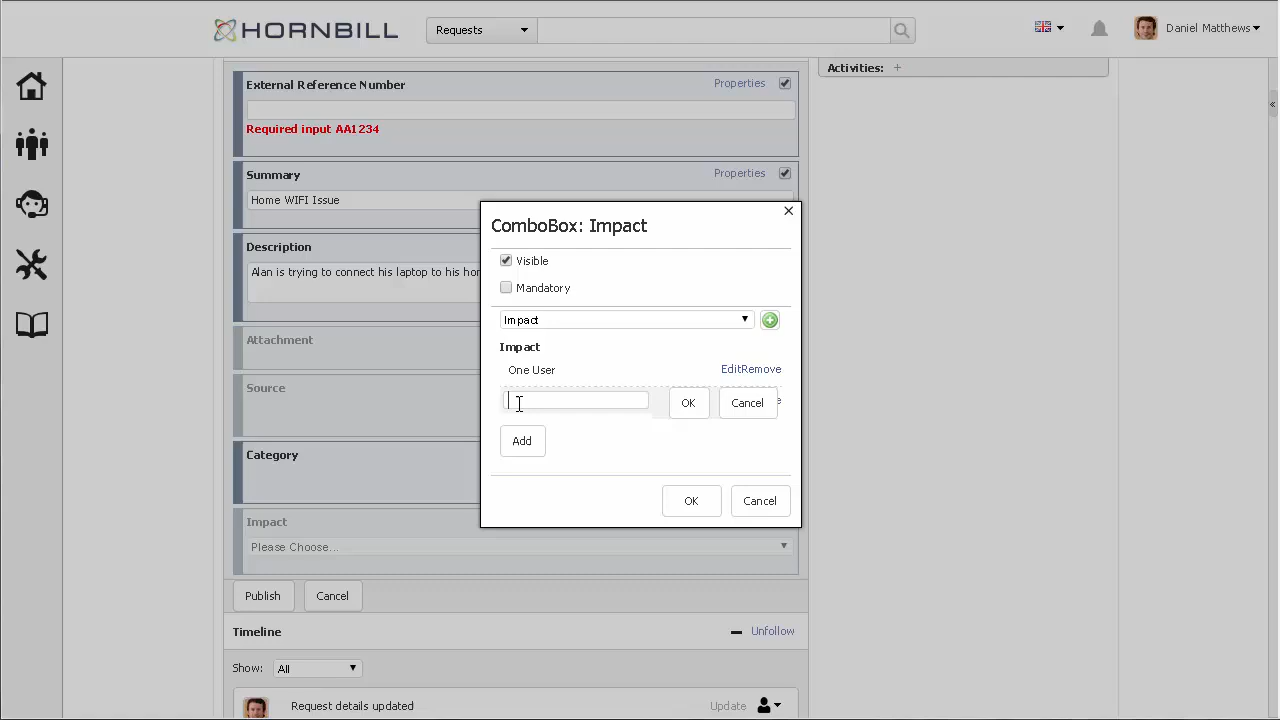 HORNBILL
Requests
Daniel Matthews
External Reference Number
Properties
Required input AA1234
Summary
Properties
Home WIFI Issue
Description
Alan is trying to connect his laptop to his hor
Attachment
Source
Category
Impact
Please Choose...
Publish
Cancel
Activities: +
ComboBox: Impact
Visible
Mandatory
Impact
Impact
One User
EditRemove
OK
Cancel
Add
OK
Cancel
Timeline
Unfollow
Show:
All
Request details updated
Update